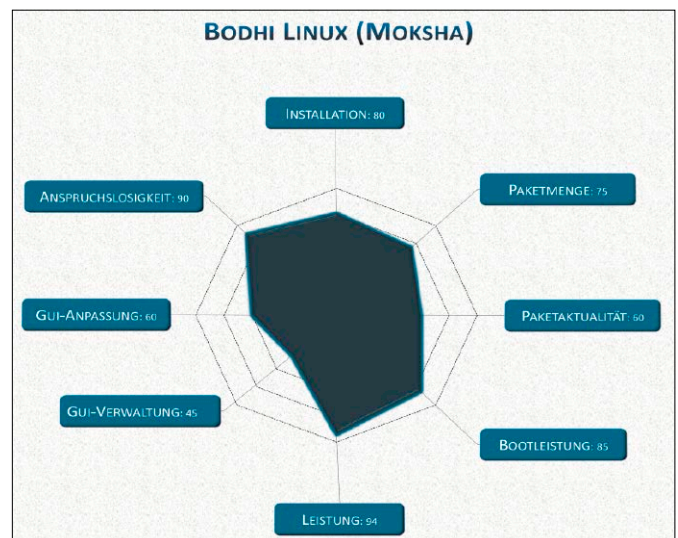 BODHI LINUX (MOKSHA)
INSTALLATION: 80
ANSPRUCHSLOSIGKEIT: 90
PAKETMENGE: 75
GUI-ANPASSUNG: 60
PAKETAKTUALITÄT: 60
GUI-VERWALTUNG: 45
BOOTLEISTUNG: 85
LEISTUNG: 94